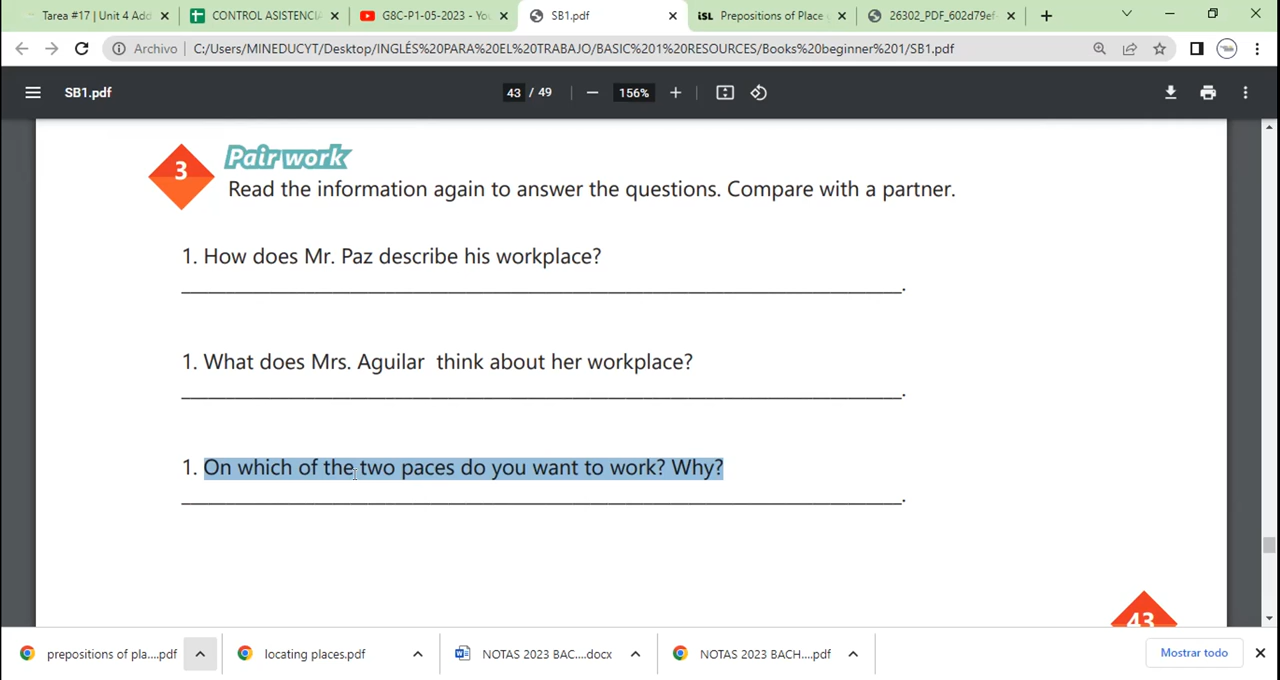 Tarea #17 | Unit 4 Add
CONTROL ASISTENCIA
G8C-P1-05-2023 - You
SB1.pdf
iSL Prepositions of Place
26302_PDF_602d79ef-
Archivo C:/Users/MINEDUCYT/Desktop/INGLÉS%20PARA%20EL%20TRABAJO/BASIC%201%20RESOURCES/Books%20beginner%201/SB1.pdf
SB1.pdf
43 / 49
156%
3
Pair work
Read the information again to answer the questions. Compare with a partner.
1. How does Mr. Paz describe his workplace?
1. What does Mrs. Aguilar think about her workplace?
1. On which of the two paces do you want to work? Why?
43
prepositions of pla....pdf
locating places.pdf
NOTAS 2023 BAC....docx
NOTAS 2023 BACH....pdf
Mostrar todo